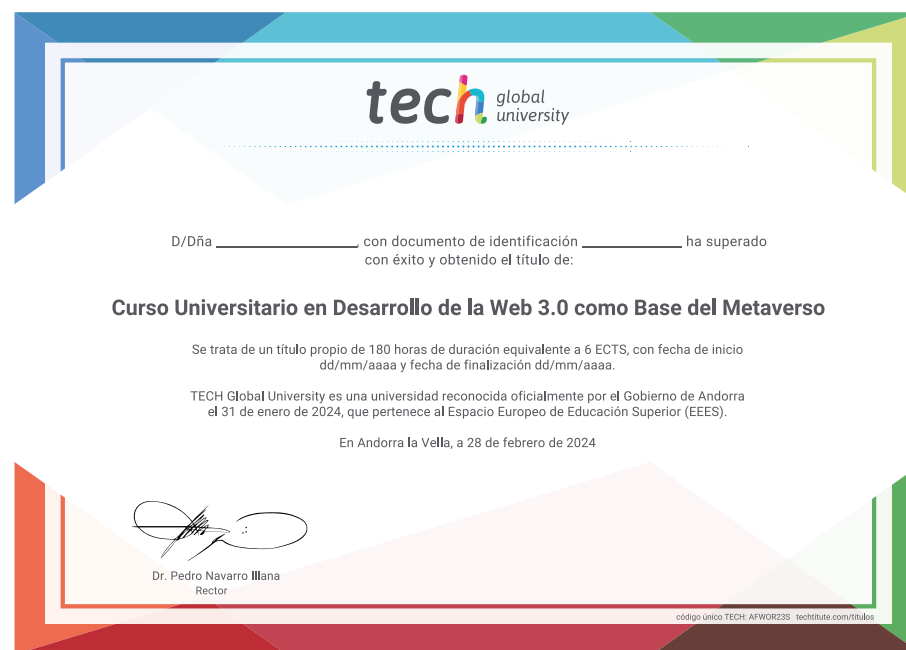 tech global university
D/Dña ____________________, con documento de identificación ______________ ha superado
con éxito y obtenido el título de:
Curso Universitario en Desarrollo de la Web 3.0 como Base del Metaverso
Se trata de un título propio de 180 horas de duración equivalente a 6 ECTS, con fecha de inicio
dd/mm/aaaa y fecha de finalización dd/mm/aaaa.
TECH Global University es una universidad reconocida oficialmente por el Gobierno de Andorra
el 31 de enero de 2024, que pertenece al Espacio Europeo de Educación Superior (EEES).
En Andorra la Vella, a 28 de febrero de 2024
Dr. Pedro Navarro Illana
Rector
código único TECH: AFWOR23S techtitute.com/titulos